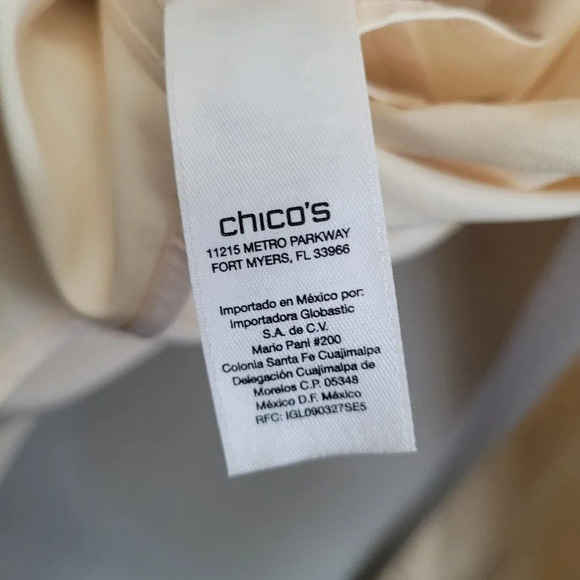 chico's
11215 METRO PARKWAY
FORT MYERS, FL 33966
Importado en México por:
Importadora Globastic
S.A. de C.V.
Mario Pani #200
Colonia Santa Fe Cuajimalpa
Delegación Cuajimalpa de
Morelos C.P. 05348
México D.F. México
RFC: IGL090327SE5